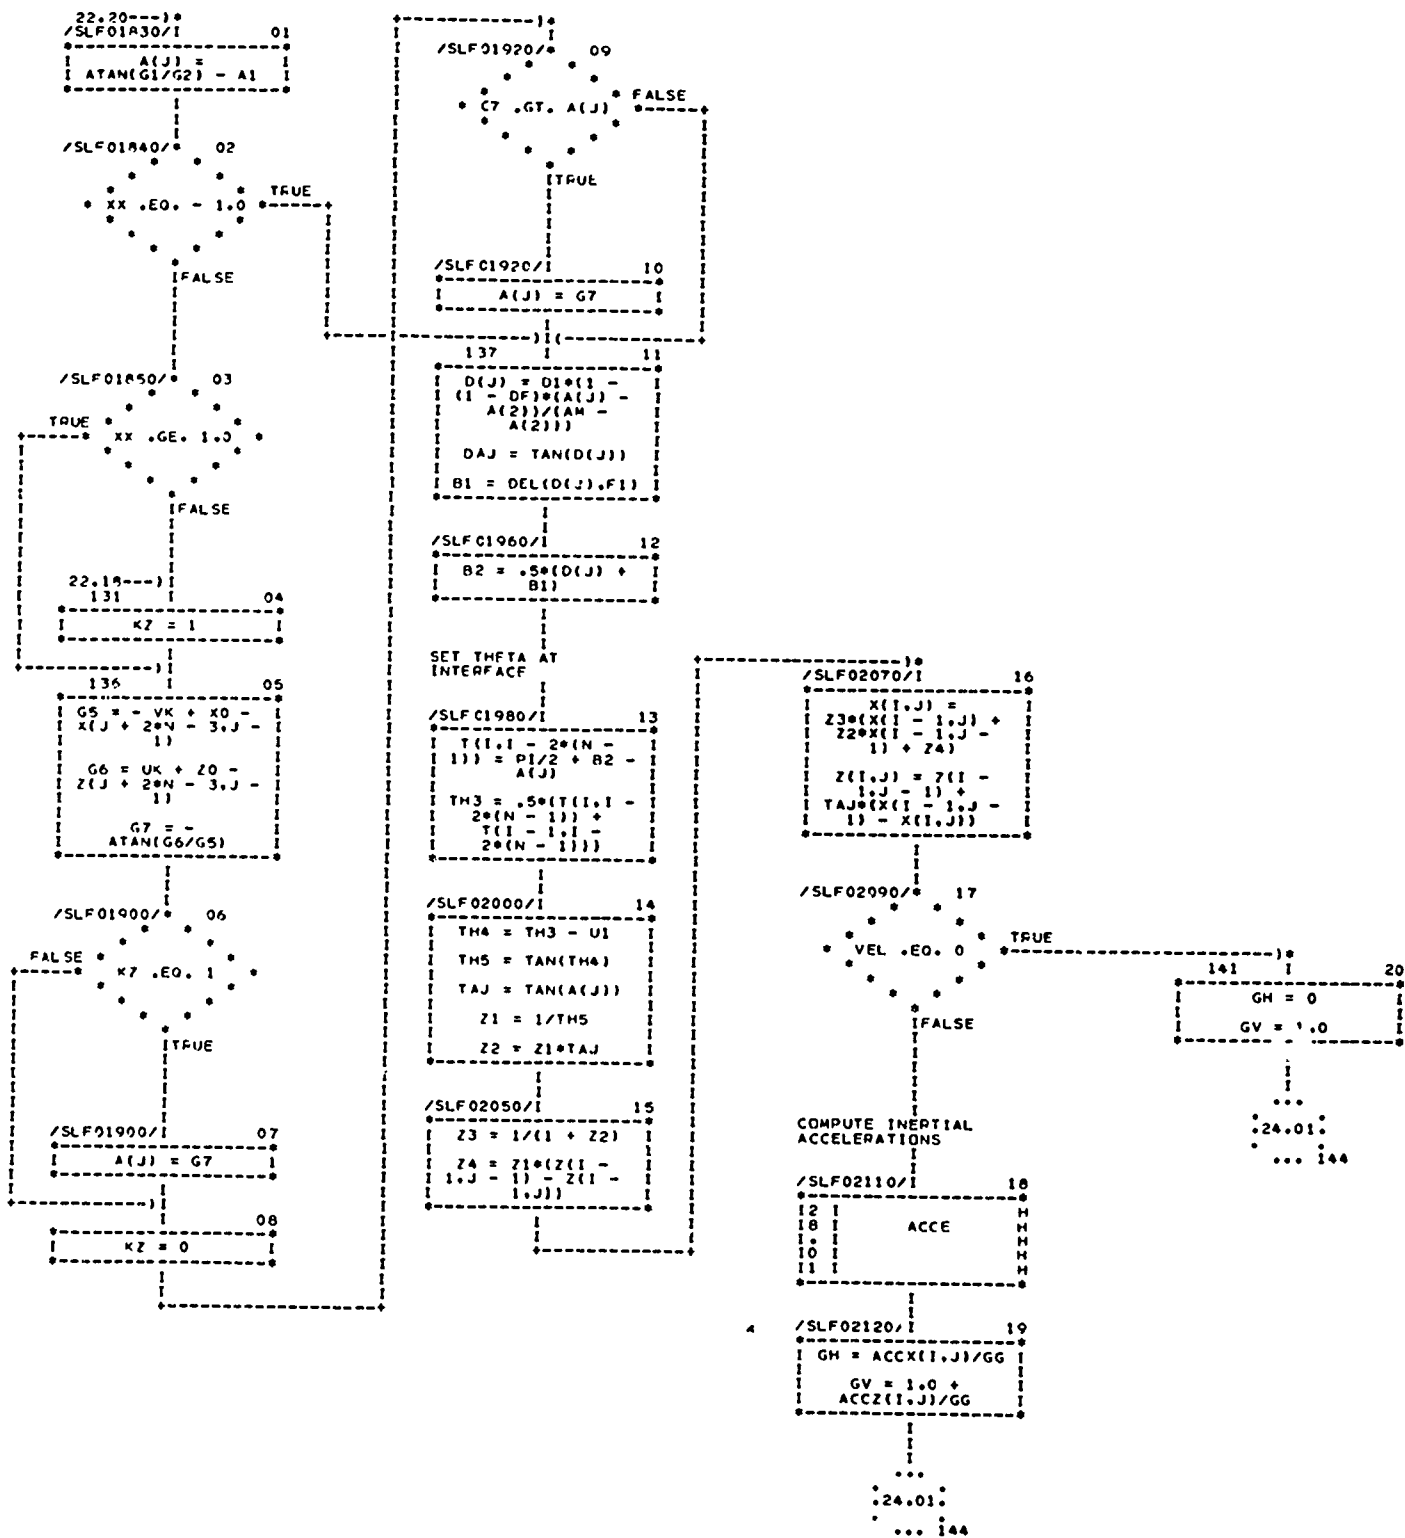 22.20---)*
/SLF01830/I 01
A(J) =
ATAN(G1/G2) - A1
/SLF01840/* 02
XX .EQ. - 1.0
TRUE
FALSE
/SLF01850/* 03
TRUE
XX .GE. 1.0
FALSE
22.18---)
131 04
KZ = 1
136 05
G5 = - VK + X0 -
X(J + 2*N - 3,J -
1)
G6 = UK + Z0 -
Z(J + 2*N - 3,J -
1)
G7 = -
ATAN(G6/G5)
/SLF01900/* 06
FALSE
KZ .EQ. 1
TRUE
/SLF01900/I 07
A(J) = G7
08
KZ = 0
/SLF01920/* 09
G7 .GT. A(J)
FALSE
TRUE
/SLF01920/I 10
A(J) = G7
137 11
D(J) = D1*(1 -
(1 - DF)*(A(J) -
A(2))/(AM -
A(2)))
DAJ = TAN(D(J))
B1 = DEL(D(J),F1)
/SLF01960/I 12
B2 = .5*(D(J) +
B1)
SET THETA AT
INTERFACE
/SLF01980/I 13
T(I,I - 2*(N -
1)) = PI/2 + B2 -
A(J)
TH3 = .5*(T(I,I -
2*(N - 1)) +
T(I - 1,I -
2*(N - 1)))
/SLF02000/I 14
TH4 = TH3 - U1
TH5 = TAN(TH4)
TAJ = TAN(A(J))
Z1 = 1/TH5
Z2 = Z1*TAJ
/SLF02050/I 15
Z3 = 1/(1 + Z2)
Z4 = Z1*(Z(I -
1,J - 1) - Z(I -
1,J))
/SLF02070/I 16
X(I,J) =
Z3*(X(I - 1,J) +
Z2*X(I - 1,J -
1) + Z4)
Z(I,J) = Z(I -
1,J - 1) +
TAJ*(X(I - 1,J -
1) - X(I,J))
/SLF02090/* 17
VEL .EQ. 0
TRUE
FALSE
141 20
GH = 0
GV = 1.0
24.01
144
COMPUTE INERTIAL
ACCELERATIONS
/SLF02110/I 18
I2 I H
I8 I ACCE H
I. I H
I0 I H
I1 I H
/SLF02120/I 19
GH = ACCX(I,J)/GG
GV = 1.0 +
ACCZ(I,J)/GG
24.01
144